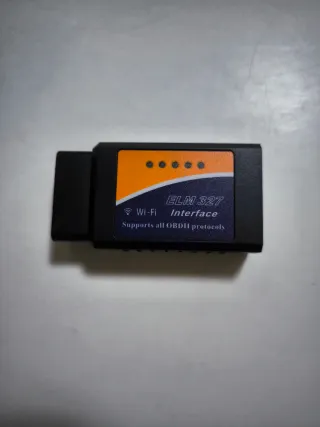 ELM 327
Wi-Fi Interface
Supports all OBDII protocols